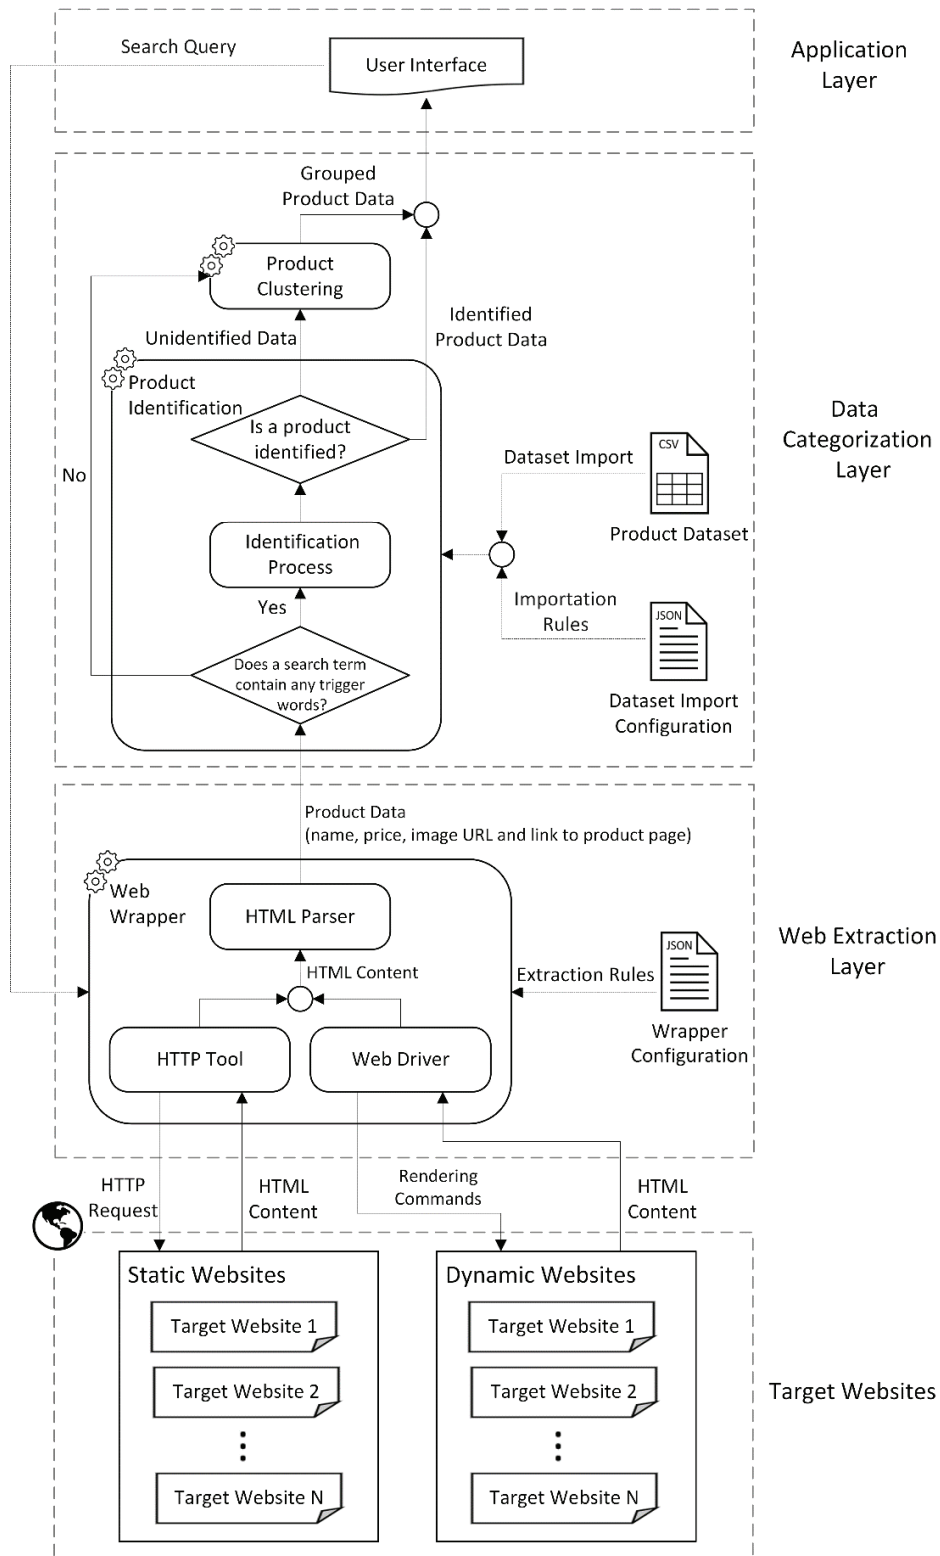 Search Query
User Interface
Application
Layer
Grouped
Product Data
Product
Clustering
Identified
Product Data
Unidentified Data
Product
Identification
Is a product
identified?
No
Data
Categorization
Layer
Dataset Import
CSV
Product Dataset
Identification
Process
Yes
Importation
Rules
JSON
Does a search term
contain any trigger
words?
Dataset Import
Configuration
Product Data
(name, price, image URL and link to product page)
Web
Wrapper
HTML Parser
HTML Content
Extraction Rules
JSON
Wrapper
Configuration
Web Extraction
Layer
HTTP Tool
Web Driver
HTTP
Request
HTML
Content
Rendering
Commands
HTML
Content
Static Websites
Target Website 1
Target Website 2
Target Website N
Dynamic Websites
Target Website 1
Target Website 2
Target Website N
Target Websites